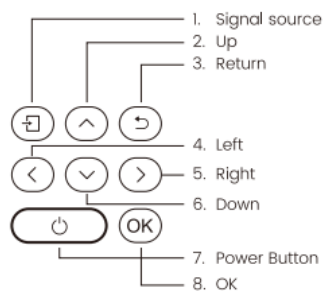 1. Signal source
2. Up
3. Return
4. Left
5. Right
6. Down
OK
7. Power Button
8. OK